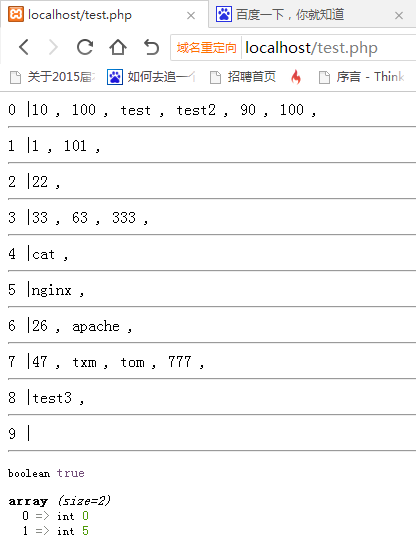 localhost/test.php
百度一下，你就知道
域名重定向 localhost/test.php
关于2015届 如何去追一个 招聘首页 序言 - Think
0 |10 , 100 , test , test2 , 90 , 100 ,
1 |1 , 101 ,
2 |22 ,
3 |33 , 63 , 333 ,
4 |cat ,
5 |nginx ,
6 |26 , apache ,
7 |47 , txm , tom , 777 ,
8 |test3 ,
9 |
boolean true
array (size=2)
0 => int 0
1 => int 5